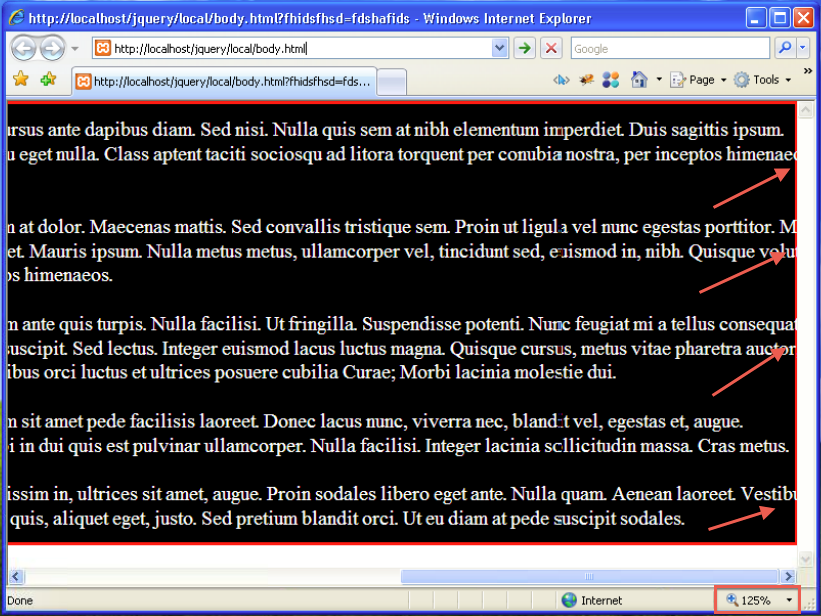 http://localhost/jquery/local/body.html?fhidsfhsd=fdshafids - Windows Internet Explorer
http://localhost/jquery/local/body.html
Google
http://localhost/jquery/local/body.html?fhidsfhsd=fds...
Page
Tools
»
ursus ante dapibus diam. Sed nisi. Nulla quis sem at nibh elementum imperdiet. Duis sagittis ipsum.
u eget nulla. Class aptent taciti sociosqu ad litora torquent per conubia nostra, per inceptos himenaeo
n at dolor. Maecenas mattis. Sed convallis tristique sem. Proin ut ligula vel nunc egestas porttitor. M
et. Mauris ipsum. Nulla metus metus, ullamcorper vel, tincidunt sed, euismod in, nibh. Quisque volut
os himenaeos.
m ante quis turpis. Nulla facilisi. Ut fringilla. Suspendisse potenti. Nunc feugiat mi a tellus consequat
suscipit. Sed lectus. Integer euismod lacus luctus magna. Quisque cursus, metus vitae pharetra auctor
ibus orci luctus et ultrices posuere cubilia Curae; Morbi lacinia molestie dui.
m sit amet pede facilisis laoreet. Donec lacus nunc, viverra nec, blandit vel, egestas et, augue.
i in dui quis est pulvinar ullamcorper. Nulla facilisi. Integer lacinia sollicitudin massa. Cras metus.
issim in, ultrices sit amet, augue. Proin sodales libero eget ante. Nulla quam. Aenean laoreet. Vestibu
quis, aliquet eget, justo. Sed pretium blandit orci. Ut eu diam at pede suscipit sodales.
Done
Internet
125%